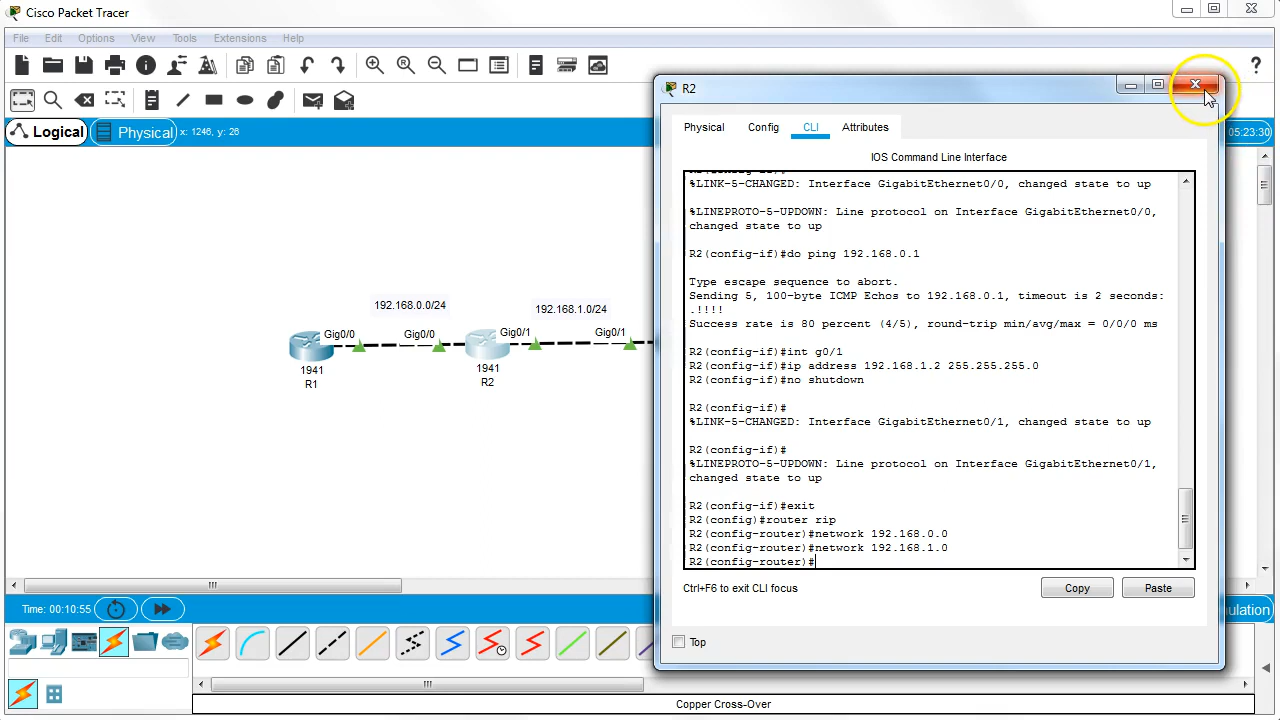 Cisco Packet Tracer
File Edit Options View Tools Extensions Help
Logical Physical x: 1246, y: 26
05:23:30
192.168.0.0/24
192.168.1.0/24
Gig0/0 Gig0/0 Gig0/1 Gig0/1
1941
R1
1941
R2
R2
Physical Config CLI Attributes
IOS Command Line Interface
%LINK-5-CHANGED: Interface GigabitEthernet0/0, changed state to up
%LINEPROTO-5-UPDOWN: Line protocol on Interface GigabitEthernet0/0,
changed state to up
R2(config-if)#do ping 192.168.0.1
Type escape sequence to abort.
Sending 5, 100-byte ICMP Echos to 192.168.0.1, timeout is 2 seconds:
.!!!!
Success rate is 80 percent (4/5), round-trip min/avg/max = 0/0/0 ms
R2(config-if)#int g0/1
R2(config-if)#ip address 192.168.1.2 255.255.255.0
R2(config-if)#no shutdown
R2(config-if)#
%LINK-5-CHANGED: Interface GigabitEthernet0/1, changed state to up
R2(config-if)#
%LINEPROTO-5-UPDOWN: Line protocol on Interface GigabitEthernet0/1,
changed state to up
R2(config-if)#exit
R2(config)#router rip
R2(config-router)#network 192.168.0.0
R2(config-router)#network 192.168.1.0
R2(config-router)#
Ctrl+F6 to exit CLI focus
Copy Paste
Top
Time: 00:10:55
ulation
Copper Cross-Over